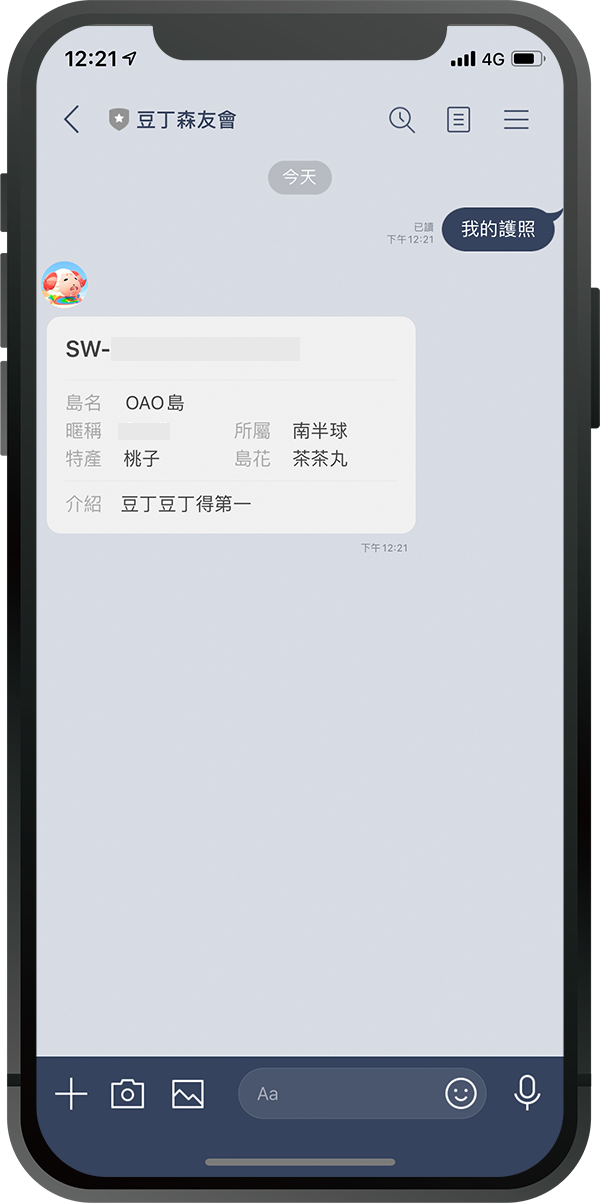 12:21 4G
豆丁森友會
今天
已讀
下午12:21
我的護照
SW-
島名 OAO島
暱稱 所屬 南半球
特產 桃子 島花 茶茶丸
介紹 豆丁豆丁得第一
下午12:21
Aa